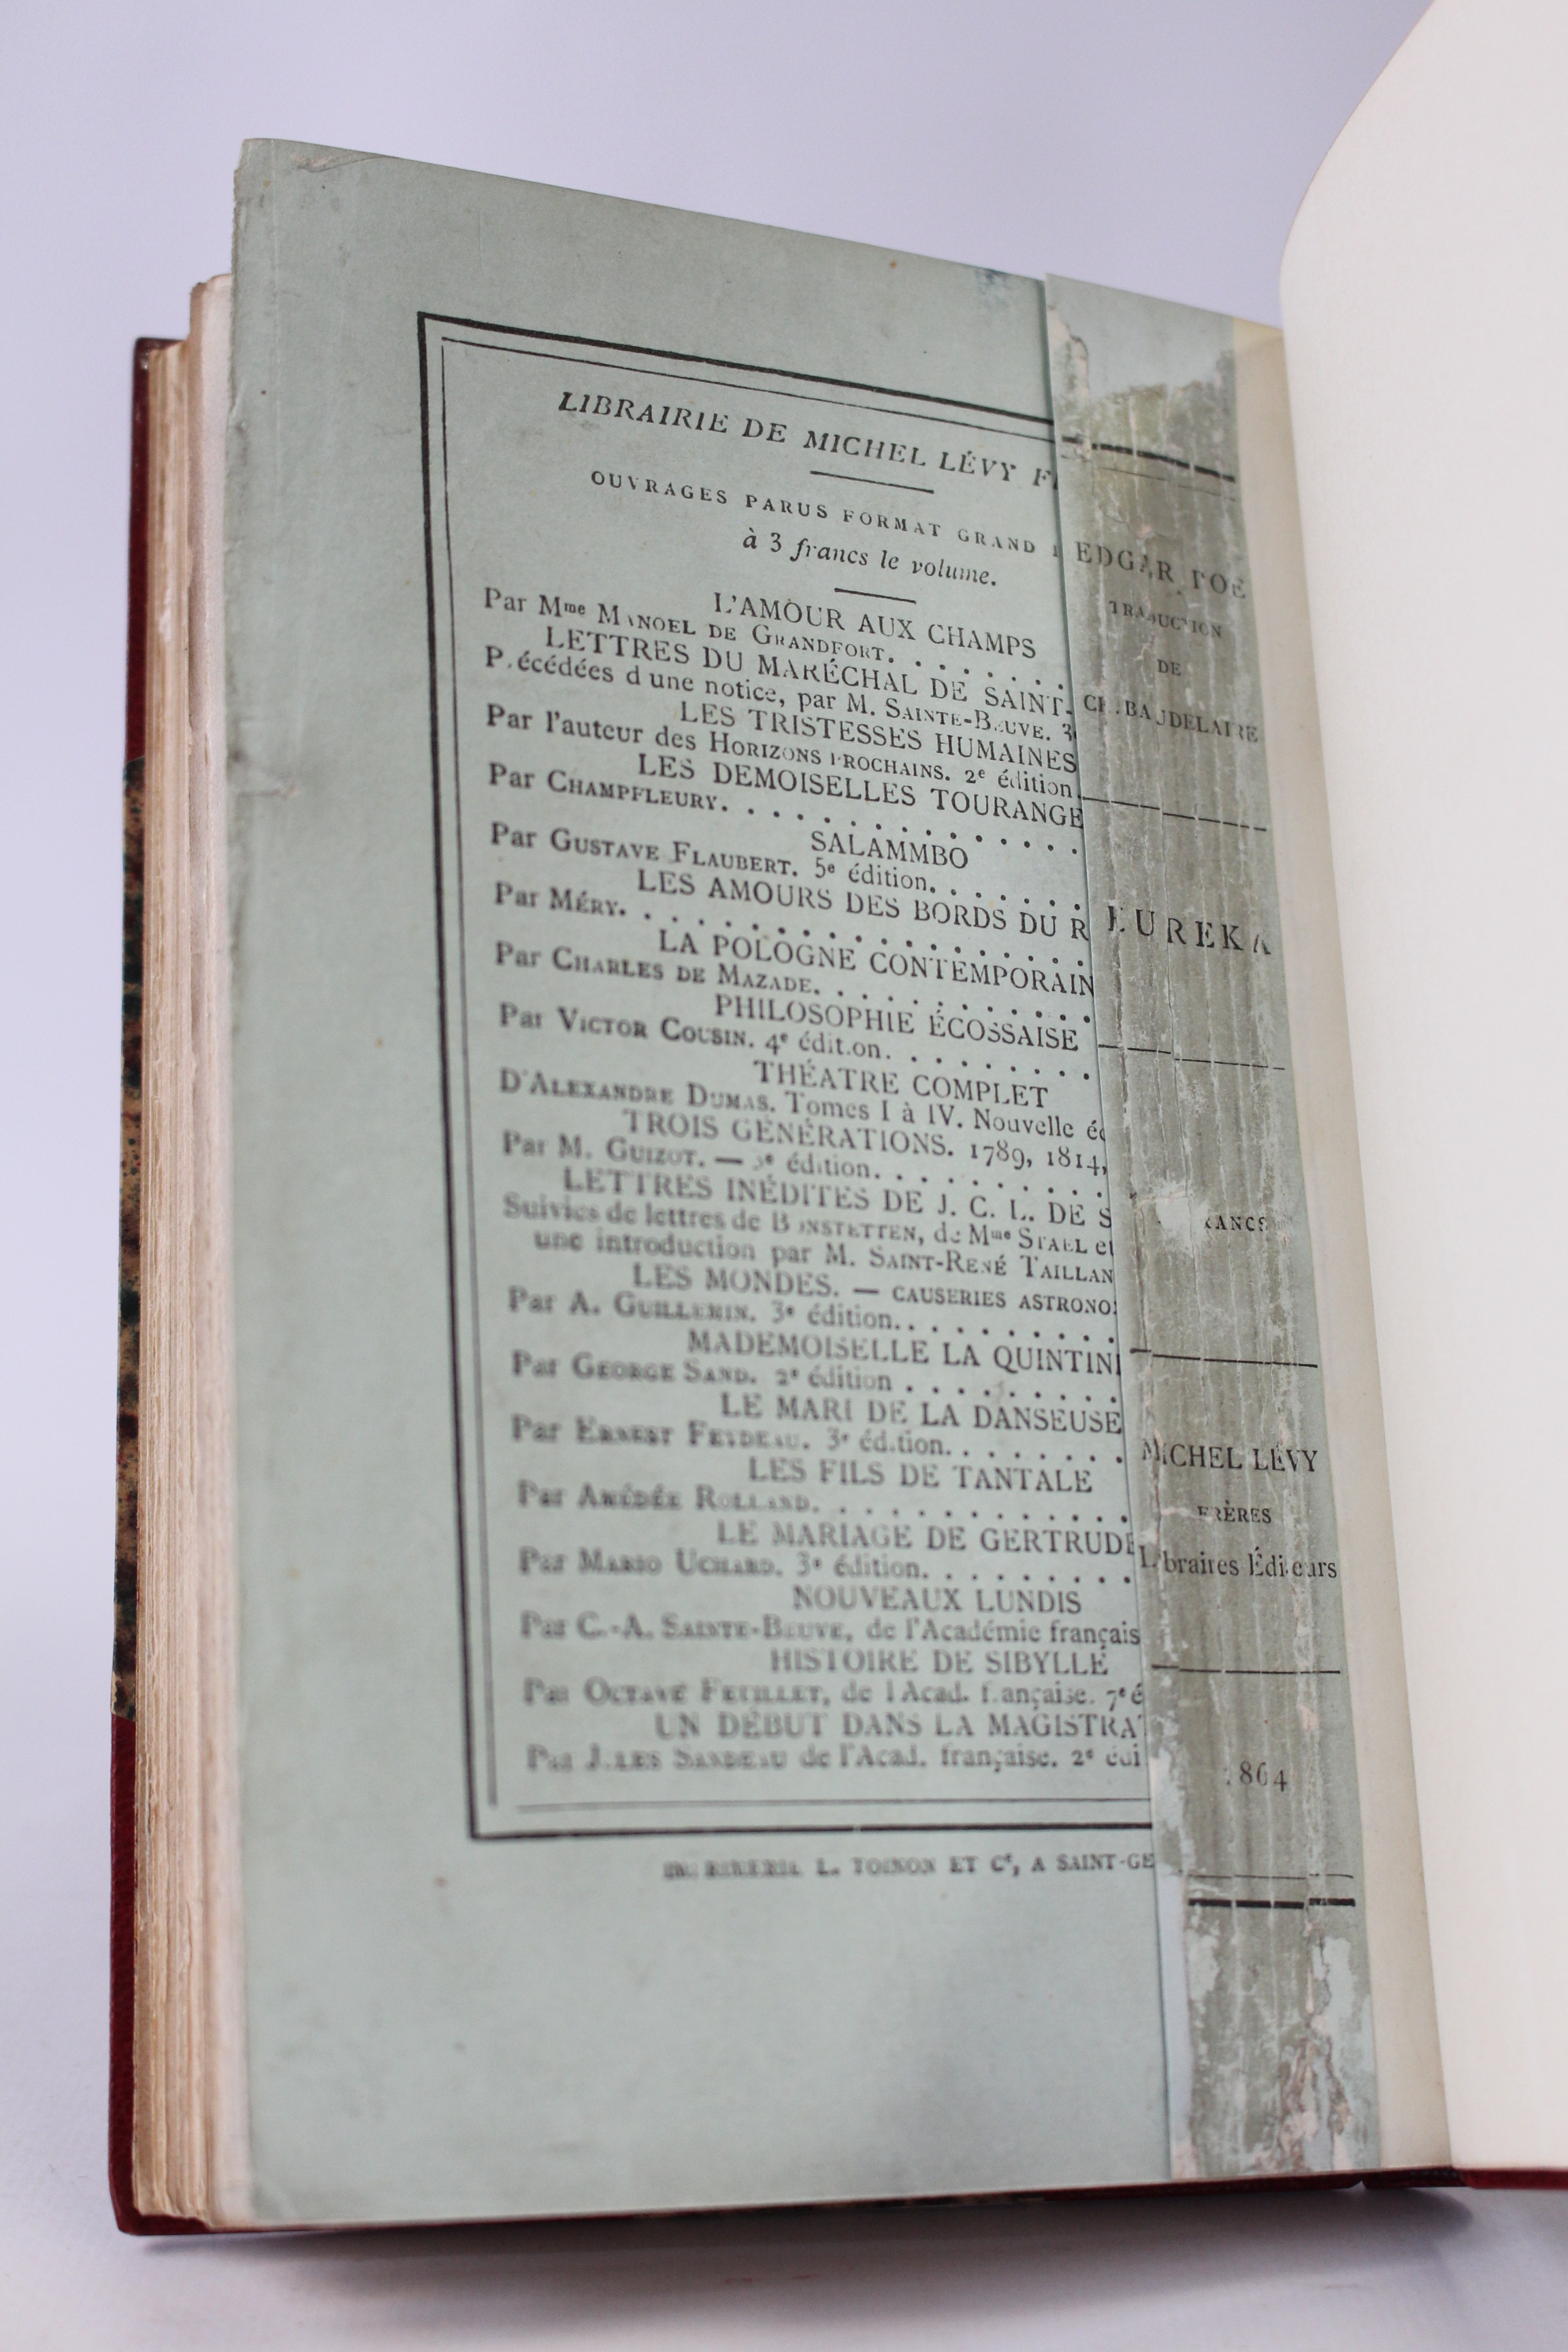 LIBRAIRIE DE MICHEL LÉVY
OUVRAGES PARUS FORMAT GRAND
à 3 francs le volume.
L'AMOUR AUX CHAMPS
Par Mme MANOEL DE GRANDFORT. . . . . . . .
LETTRES DU MARÉCHAL DE SAINT-
Précédées d'une notice, par M. SAINTE-BEUVE. 3
LES TRISTESSES HUMAINES
Par l'auteur des HORIZONS PROCHAINS. 2e édition.
LES DEMOISELLES TOURANGE
Par CHAMPFLEURY. . . . . . . . . . . . . . .
SALAMMBO
Par GUSTAVE FLAUBERT. 5e édition. . . . . . .
LES AMOURS DES BORDS DU R
Par MÉRY. . . . . . . . . . . . . . . . . . .
LA POLOGNE CONTEMPORAIN
Par CHARLES DE MAZADE. . . . . . . . . . . .
PHILOSOPHIE ÉCOSSAISE
Par VICTOR COUSIN. 4e édition. . . . . . . . .
THÉATRE COMPLET
D'ALEXANDRE DUMAS. Tomes I à IV. Nouvelle éd
TROIS GÉNÉRATIONS. 1789, 1814,
Par M. GUIZOT. — 3e édition. . . . . . . . . .
LETTRES INÉDITES DE J. C. L. DE S
Suivies de lettres de BONSTETTEN, de Mme STAEL et
une introduction par M. SAINT-RENÉ TAILLAN
LES MONDES. — CAUSERIES ASTRONO
Par A. GUILLEMIN. 3e édition. . . . . . . . . .
MADEMOISELLE LA QUINTINI
Par GEORGE SAND. 2e édition . . . . . . . . .
LE MARI DE LA DANSEUSE
Par ERNEST FEYDEAU. 3e édition. . . . . . . .
LES FILS DE TANTALE
Par AMÉDÉE ROLLAND. . . . . . . . . . . . .
LE MARIAGE DE GERTRUDE
Par MARIO UCHARD. 3e édition. . . . . . . . .
NOUVEAUX LUNDIS
Par C.-A. SAINTE-BEUVE, de l'Académie français
HISTOIRE DE SIBYLLE
Par OCTAVE FEUILLET, de l'Acad. française. 7e é
UN DÉBUT DANS LA MAGISTRAT
Par JULES SANDEAU de l'Acad. française. 2e édi
IMPRIMERIE L. TOINON ET Cᵉ, A SAINT-GE
EDGAR POE
TRADUCTION
DE
CH. BAUDELAIRE
EUREKA
FRANCS
MICHEL LÉVY
FRÈRES
Libraires Éditeurs
1864